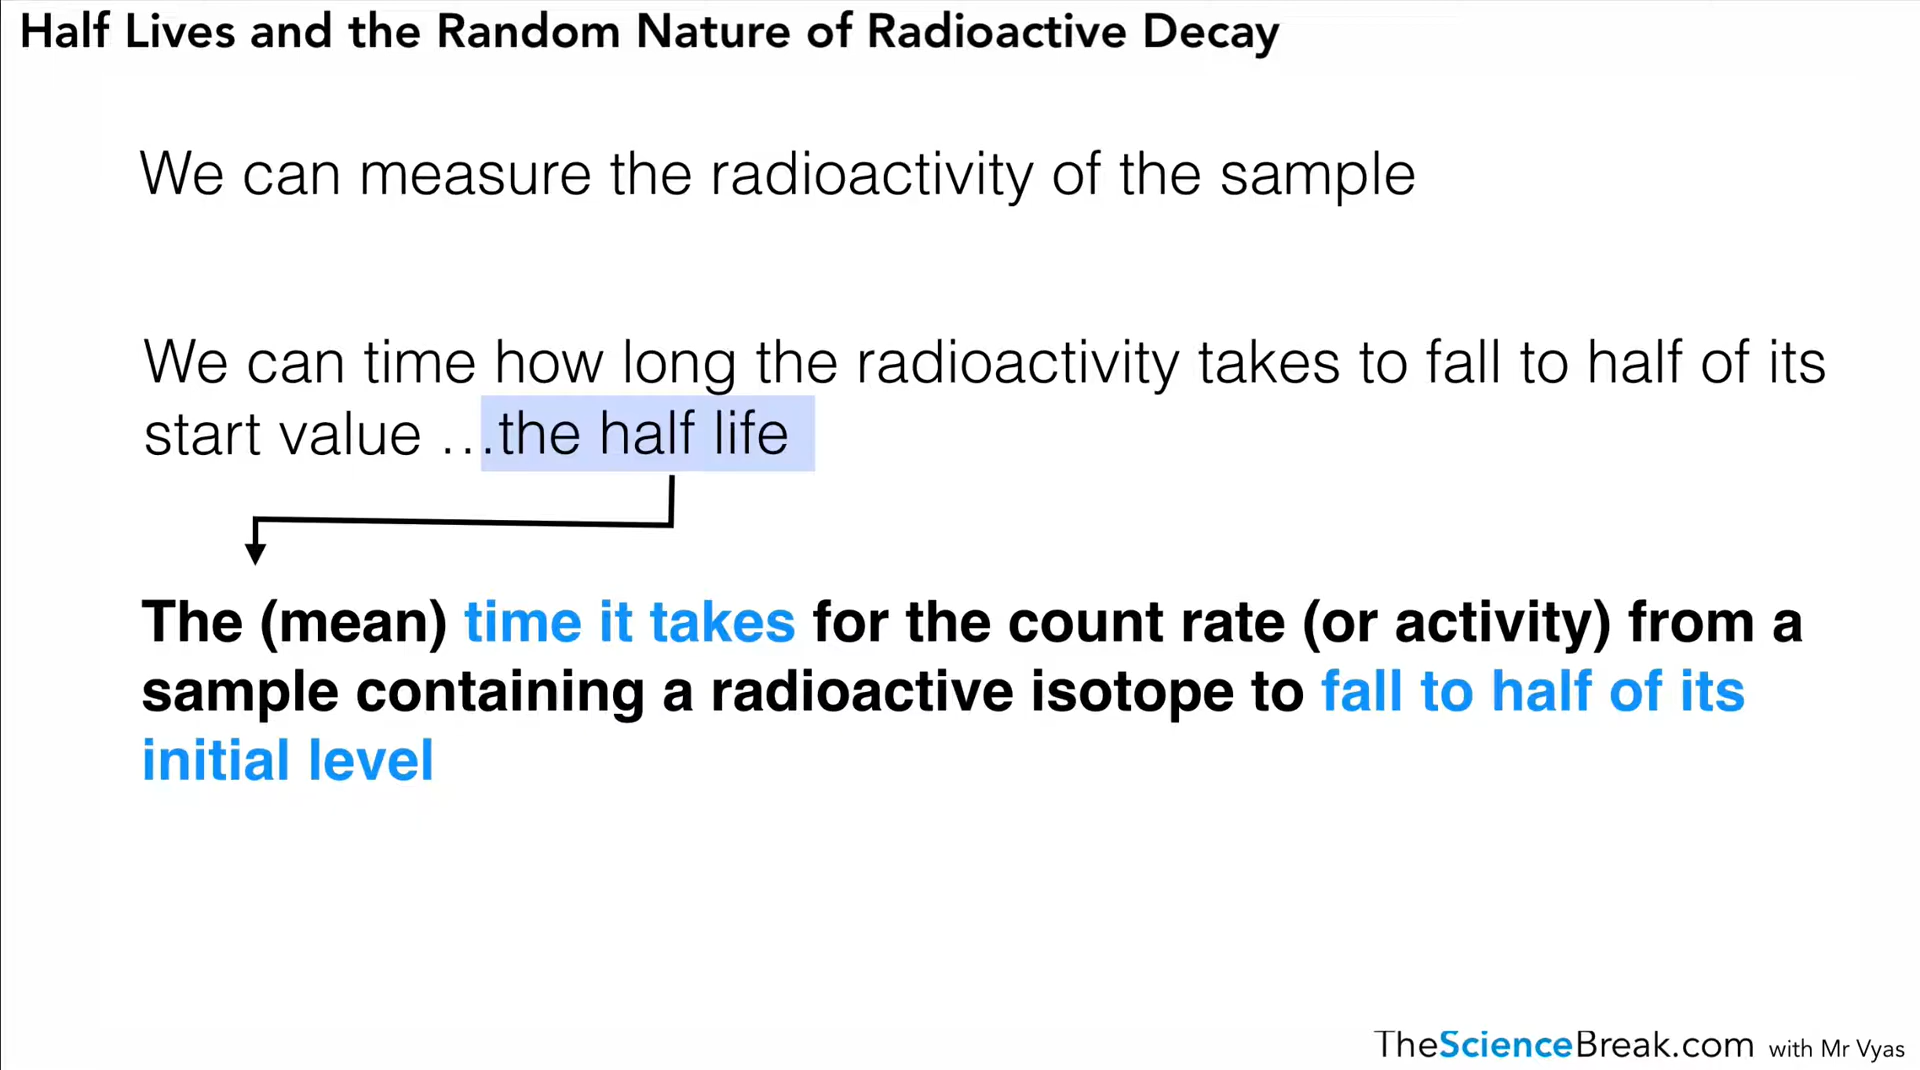 Half Lives and the Random Nature of Radioactive Decay
We can measure the radioactivity of the sample
We can time how long the radioactivity takes to fall to half of its
start value ...the half life
The (mean) time it takes for the count rate (or activity) from a
sample containing a radioactive isotope to fall to half of its
initial level
TheScienceBreak.com with Mr Vyas